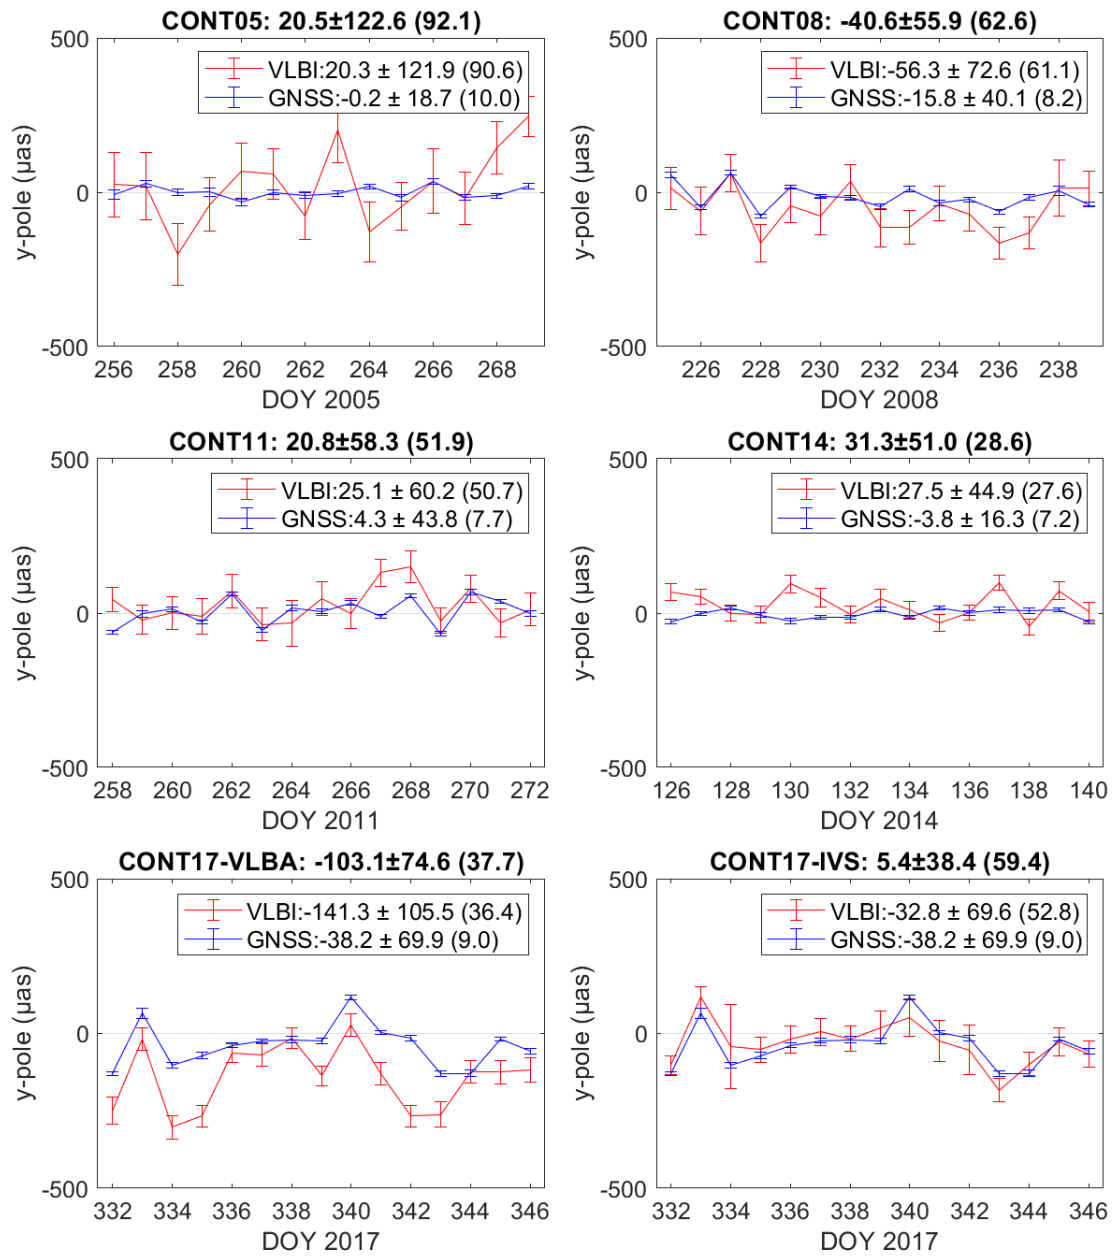 CONT05: 20.5±122.6 (92.1)
500
VLBI:20.3 ± 121.9 (90.6)
GNSS:-0.2 ± 18.7 (10.0)
y-pole (μas)
0
-500
256 258 260 262 264 266 268
DOY 2005
CONT08: -40.6±55.9 (62.6)
500
VLBI:-56.3 ± 72.6 (61.1)
GNSS:-15.8 ± 40.1 (8.2)
y-pole (μas)
0
-500
226 228 230 232 234 236 238
DOY 2008
CONT11: 20.8±58.3 (51.9)
500
VLBI:25.1 ± 60.2 (50.7)
GNSS:4.3 ± 43.8 (7.7)
y-pole (μas)
0
-500
258 260 262 264 266 268 270 272
DOY 2011
CONT14: 31.3±51.0 (28.6)
500
VLBI:27.5 ± 44.9 (27.6)
GNSS:-3.8 ± 16.3 (7.2)
y-pole (μas)
0
-500
126 128 130 132 134 136 138 140
DOY 2014
CONT17-VLBA: -103.1±74.6 (37.7)
500
VLBI:-141.3 ± 105.5 (36.4)
GNSS:-38.2 ± 69.9 (9.0)
y-pole (μas)
0
-500
332 334 336 338 340 342 344 346
DOY 2017
CONT17-IVS: 5.4±38.4 (59.4)
500
VLBI:-32.8 ± 69.6 (52.8)
GNSS:-38.2 ± 69.9 (9.0)
y-pole (μas)
0
-500
332 334 336 338 340 342 344 346
DOY 2017